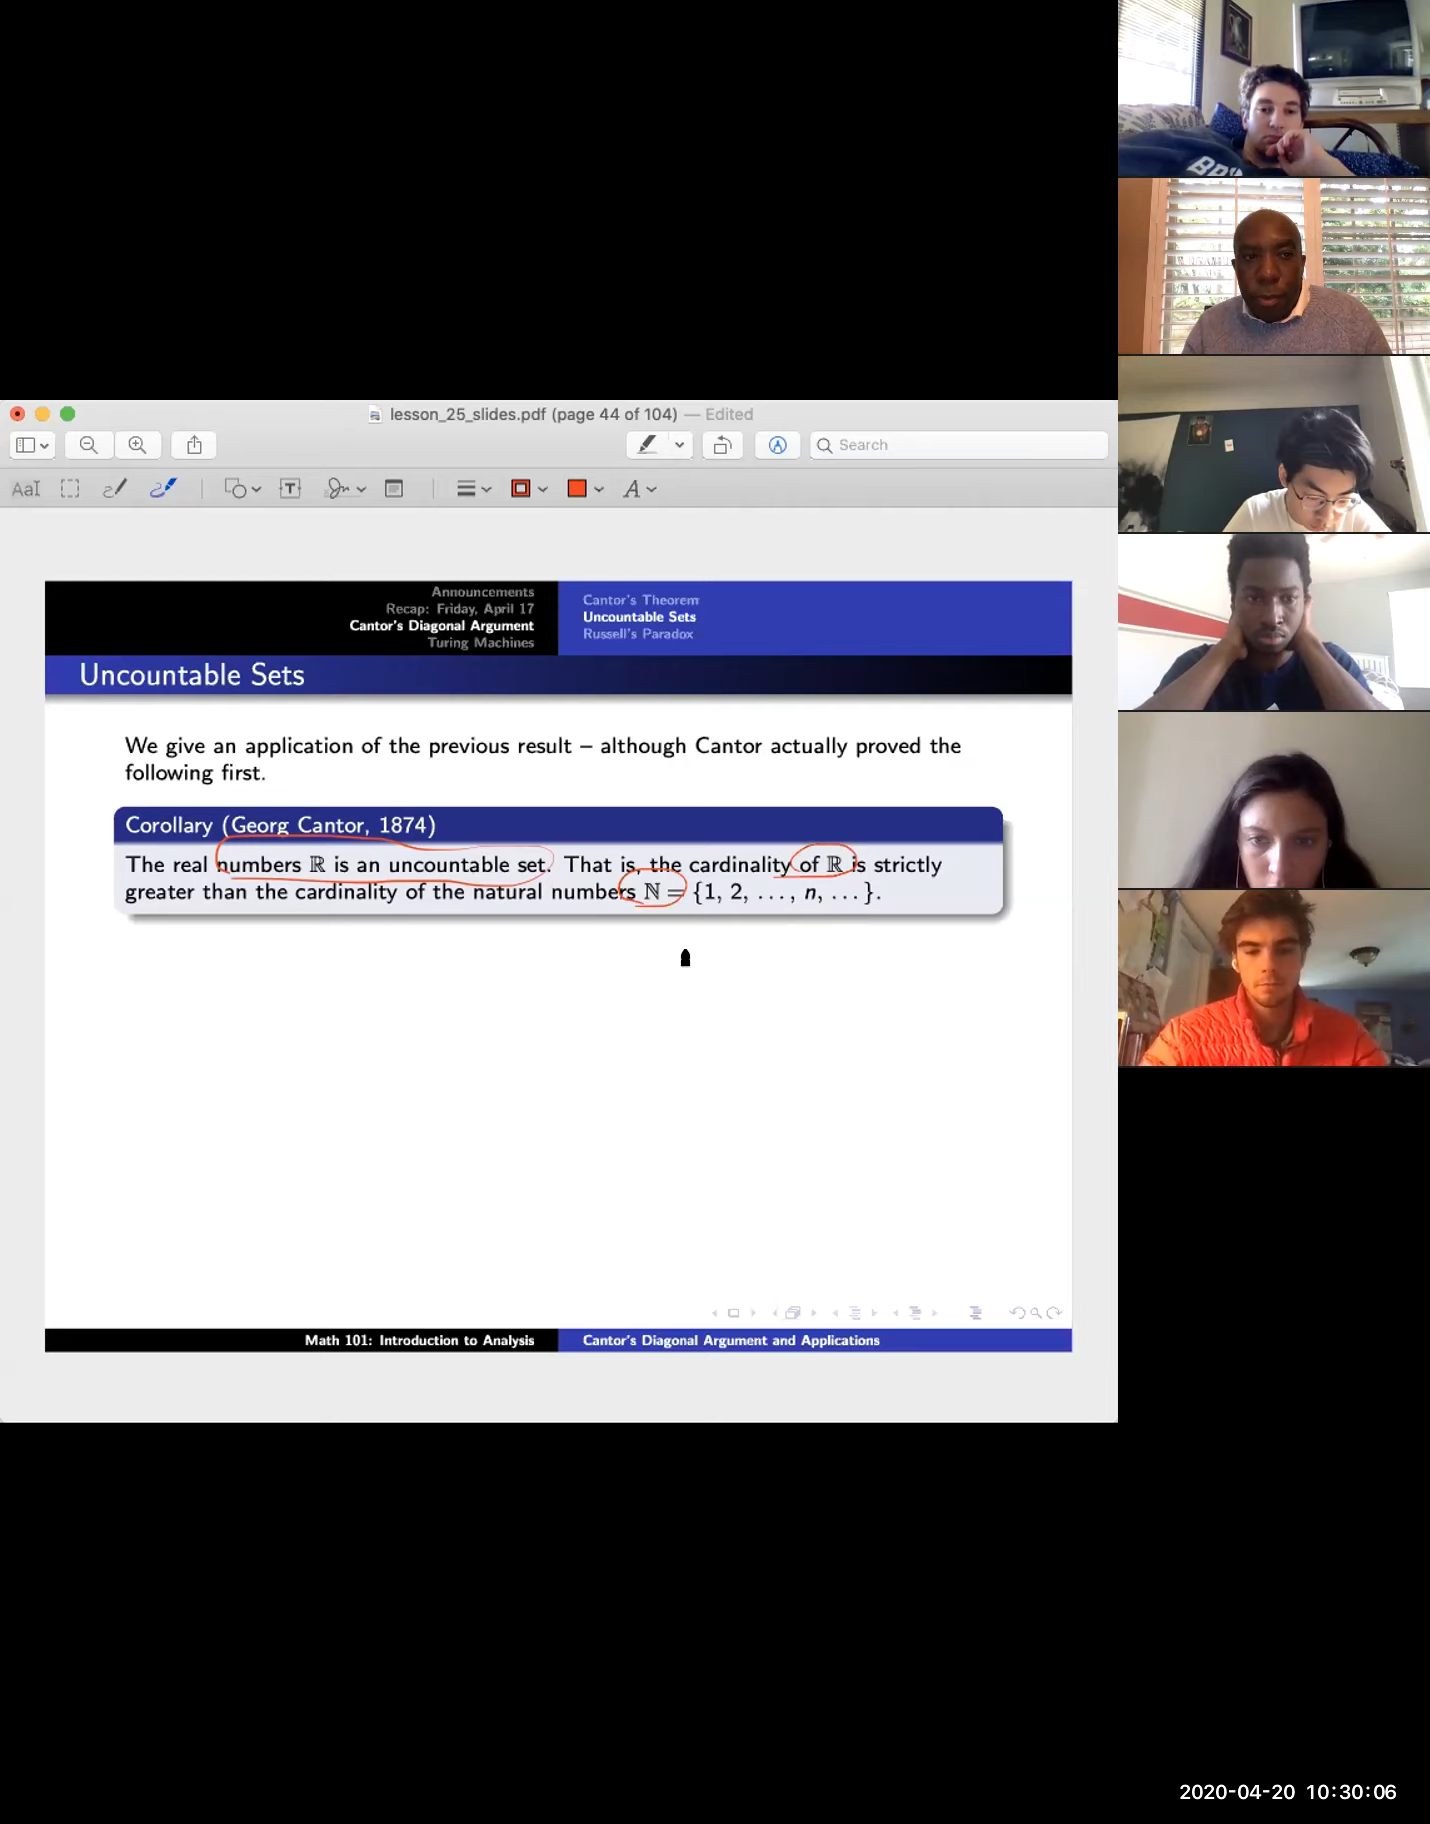 lesson_25_slides.pdf (page 44 of 104) — Edited
Search
AaI
T
A
Announcements
Recap: Friday, April 17
Cantor's Diagonal Argument
Turing Machines
Cantor's Theorem
Uncountable Sets
Russell's Paradox
Uncountable Sets
We give an application of the previous result – although Cantor actually proved the
following first.
Corollary (Georg Cantor, 1874)
The real numbers ℝ is an uncountable set. That is, the cardinality of ℝ is strictly
greater than the cardinality of the natural numbers ℕ = {1, 2, ..., n, ...}.
Math 101: Introduction to Analysis
Cantor's Diagonal Argument and Applications
2020-04-20 10:30:06